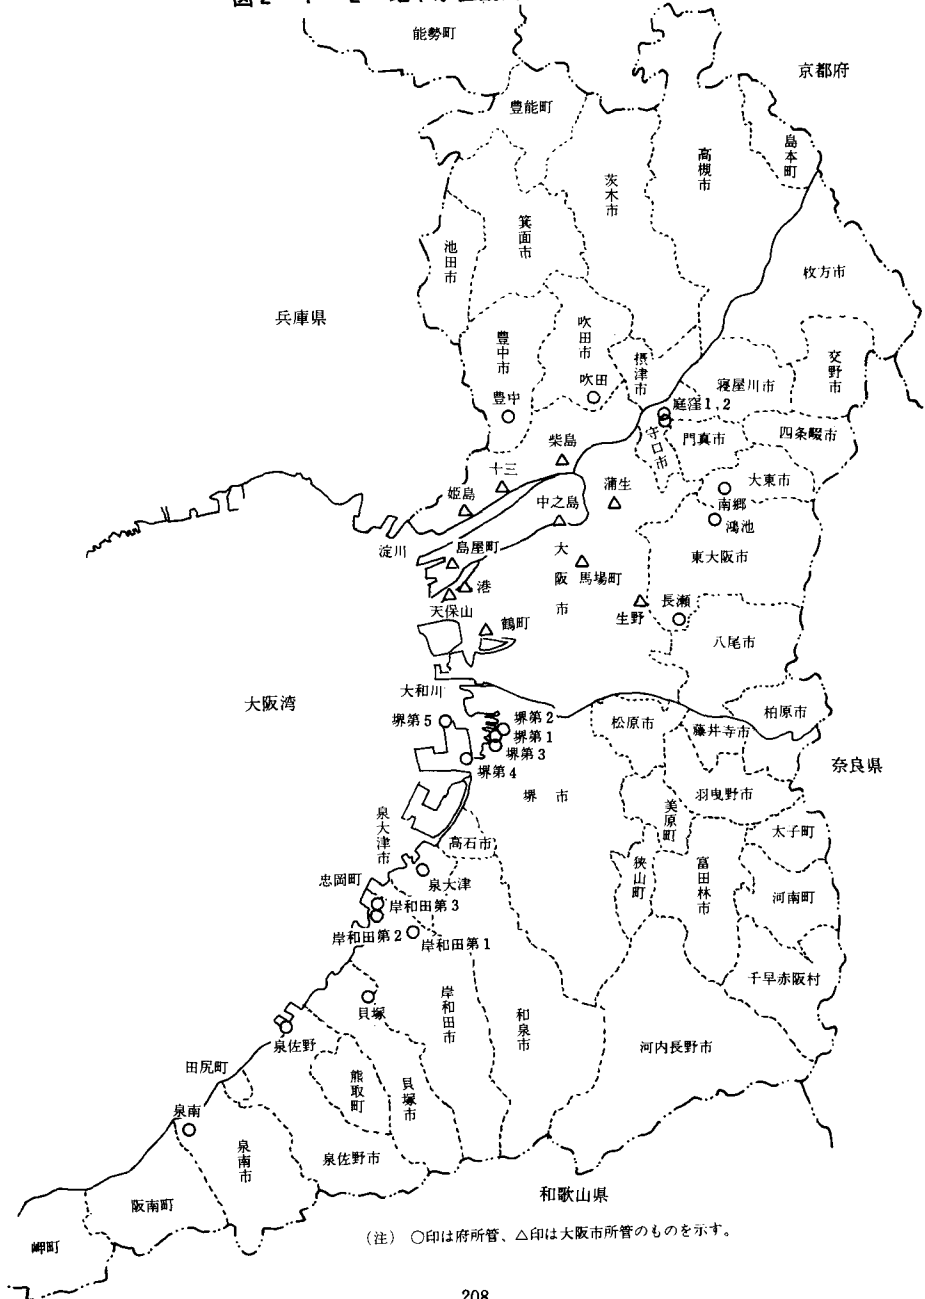 能勢町
京都府
豊能町
島本町
高槻市
茨木市
箕面市
池田市
枚方市
兵庫県
吹田市
豊中市
摂津市
交野市
寝屋川市
吹田
豊中
庭窪1,2
守口市
門真市
四条畷市
柴島
十三
蒲生
大東市
姫島
中之島
南郷
鴻池
淀川
島屋町
大阪市
馬場町
東大阪市
港
天保山
長瀬
生野
鶴町
八尾市
大和川
大阪湾
柏原市
堺第5
堺第2
松原市
堺第1
藤井寺市
堺第3
奈良県
堺第4
堺市
羽曳野市
美原町
泉大津市
太子町
高石市
狭山町
富田林市
忠岡町
泉大津
河南町
岸和田第3
岸和田第2
岸和田第1
千早赤阪村
貝塚
岸和田市
和泉市
泉佐野
河内長野市
田尻町
熊取町
貝塚市
泉南
泉南市
泉佐野市
和歌山県
阪南町
(注) ○印は府所管、△印は大阪市所管のものを示す。
岬町
208